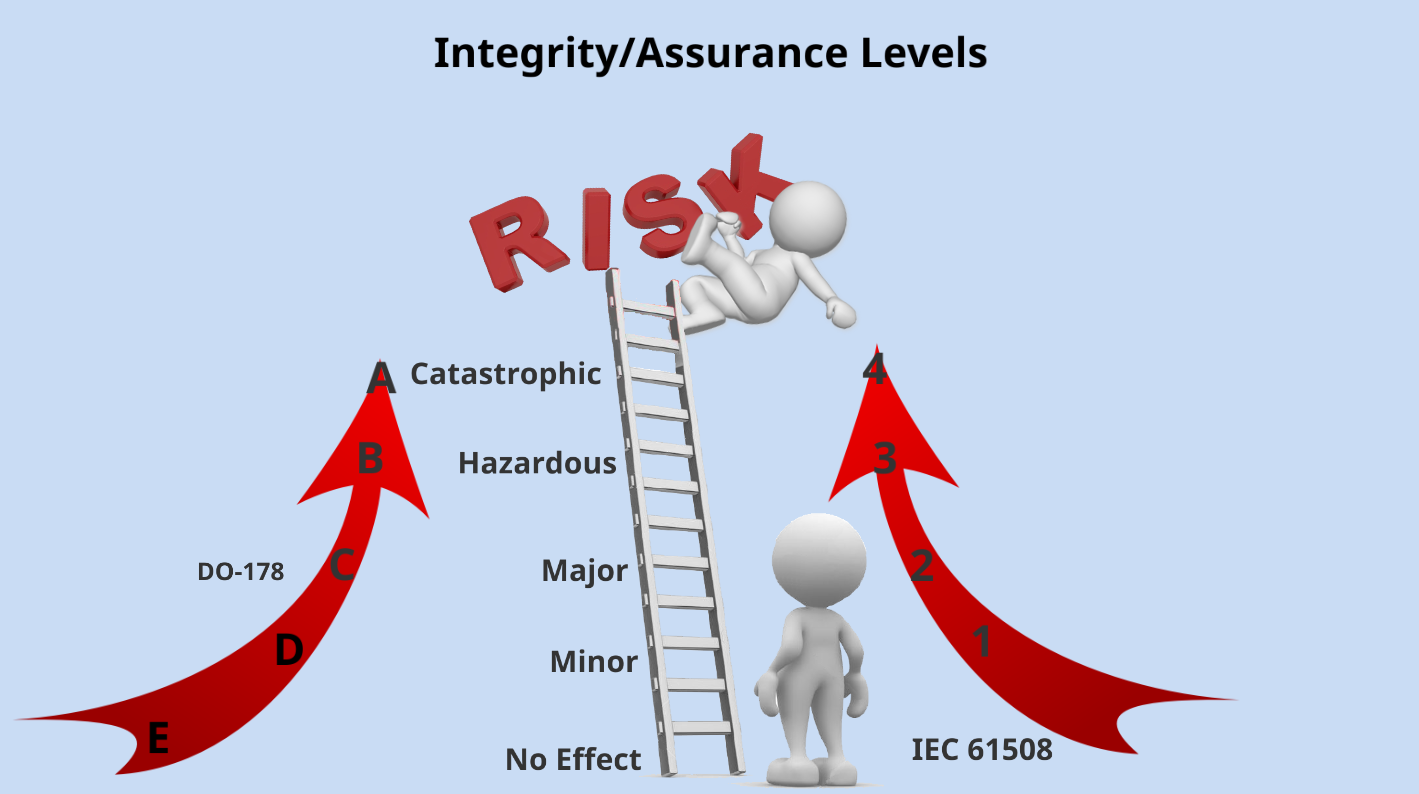 Integrity/Assurance Levels
RISK
A
Catastrophic
4
B
Hazardous
3
DO-178
C
Major
2
D
Minor
1
E
No Effect
IEC 61508